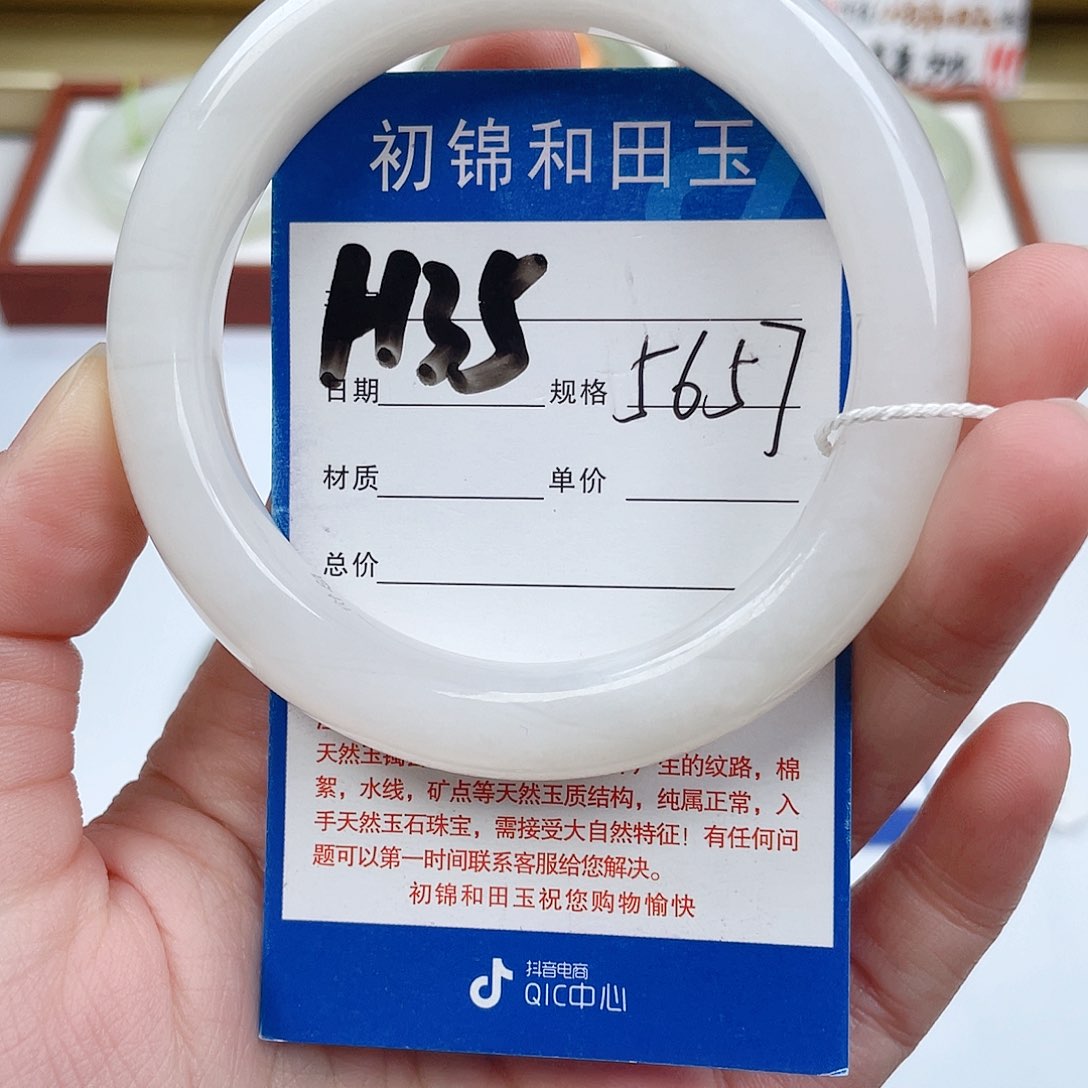 初锦和田玉
H35
日期
规格 5657
材质
单价
总价
天然玉
生的纹路，棉
絮，水线，矿点等天然玉质结构，纯属正常，入
手天然玉石珠宝，需接受大自然特征！有任何问
题可以第一时间联系客服给您解决。
初锦和田玉祝您购物愉快
抖音电商
QIC中心